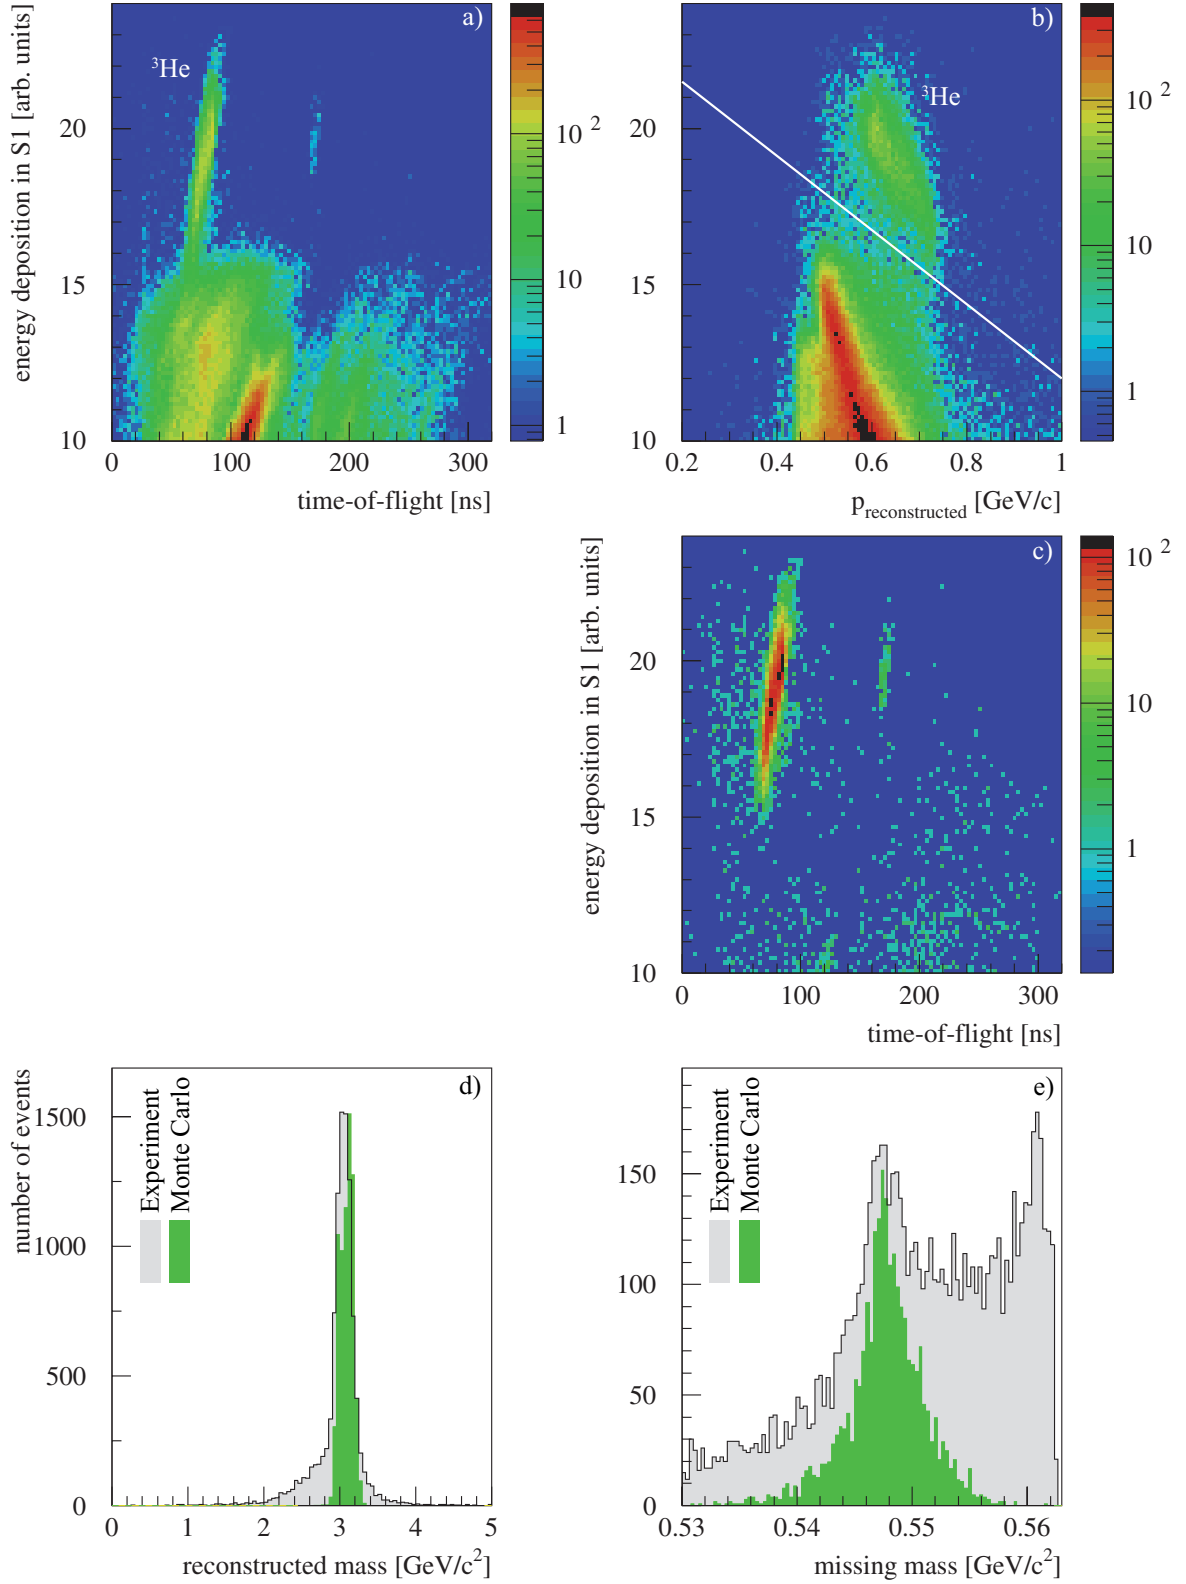 a)
³He
energy deposition in S1 [arb. units]
20
15
10
0
100
200
300
time-of-flight [ns]
10 ²
10
1
b)
³He
20
15
10
0.2
0.4
0.6
0.8
1
p_reconstructed [GeV/c]
10 ²
10
1
c)
energy deposition in S1 [arb. units]
20
15
10
0
100
200
300
time-of-flight [ns]
10 ²
10
1
d)
number of events
Experiment
Monte Carlo
1500
1000
500
0
0
1
2
3
4
5
reconstructed mass [GeV/c²]
e)
Experiment
Monte Carlo
150
100
50
0
0.53
0.54
0.55
0.56
missing mass [GeV/c²]